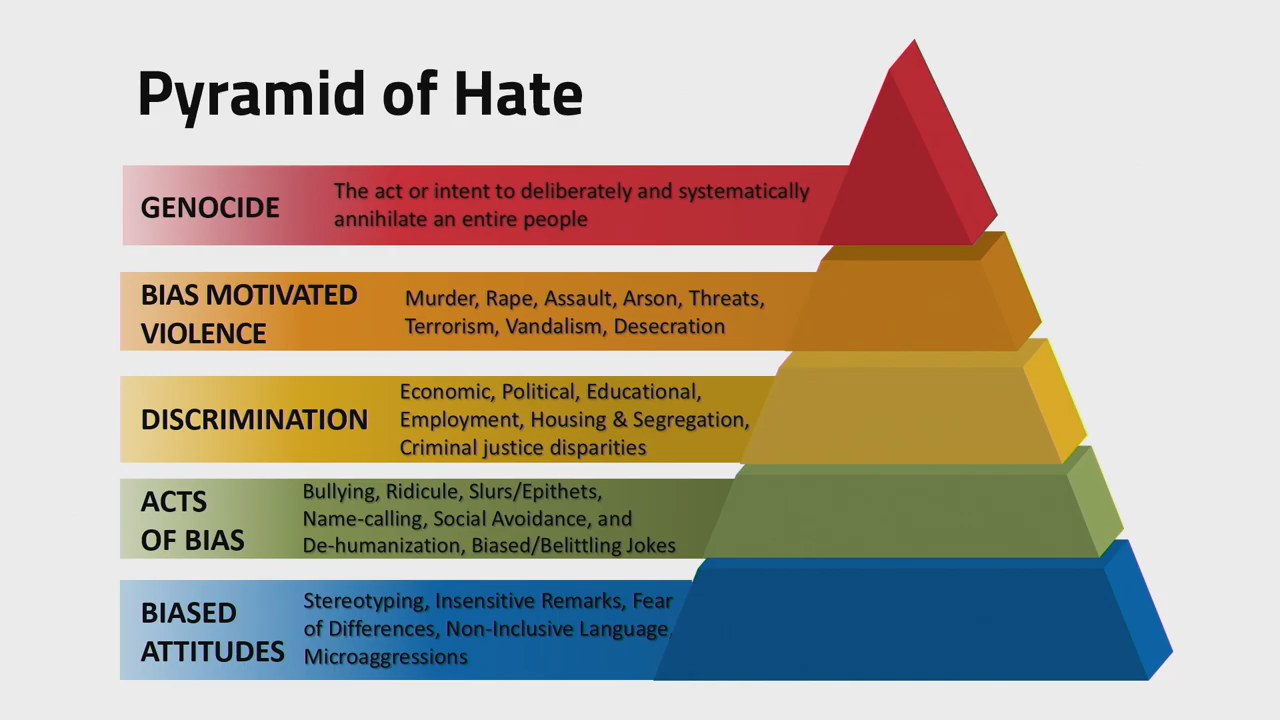 Pyramid of Hate
GENOCIDE
The act or intent to deliberately and systematically
annihilate an entire people
BIAS MOTIVATED
VIOLENCE
Murder, Rape, Assault, Arson, Threats,
Terrorism, Vandalism, Desecration
DISCRIMINATION
Economic, Political, Educational,
Employment, Housing & Segregation,
Criminal justice disparities
ACTS
OF BIAS
Bullying, Ridicule, Slurs/Epithets,
Name-calling, Social Avoidance, and
De-humanization, Biased/Belittling Jokes
BIASED
ATTITUDES
Stereotyping, Insensitive Remarks, Fear
of Differences, Non-Inclusive Language,
Microaggressions